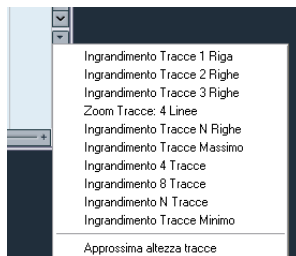 Ingrandimento Tracce 1 Riga
Ingrandimento Tracce 2 Righe
Ingrandimento Tracce 3 Righe
Zoom Tracce: 4 Linee
Ingrandimento Tracce N Righe
Ingrandimento Tracce Massimo
Ingrandimento 4 Tracce
Ingrandimento 8 Tracce
Ingrandimento N Tracce
Ingrandimento Tracce Minimo
Approssima altezza tracce